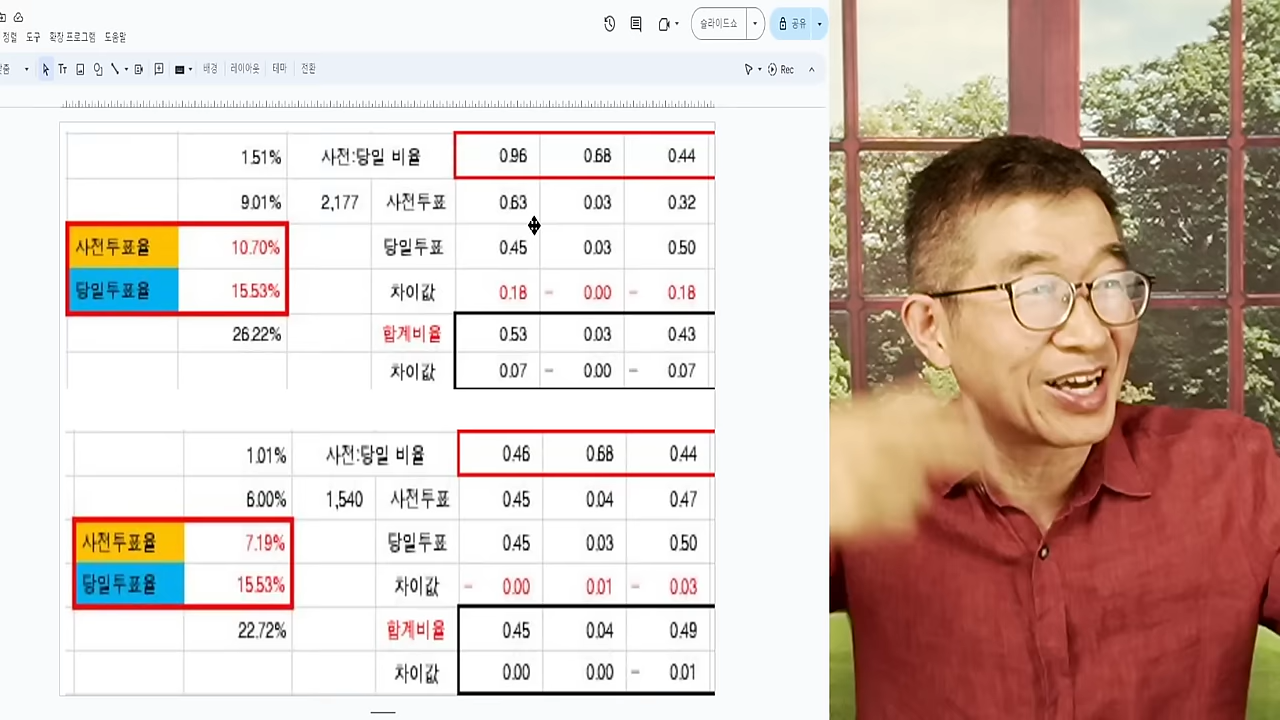 정렬 도구 확장 프로그램 도움말
슬라이드쇼 공유
배경 레이아웃 테마 전환 Rec
1.51% 사전:당일 비율 0.96 0.68 0.44
9.01% 2,177 사전투표 0.63 0.03 0.32
사전투표율 10.70% 당일투표 0.45 0.03 0.50
당일투표율 15.53% 차이값 0.18 - 0.00 - 0.18
26.22% 합계비율 0.53 0.03 0.43
차이값 0.07 - 0.00 - 0.07
1.01% 사전:당일 비율 0.46 0.68 0.44
6.00% 1,540 사전투표 0.45 0.04 0.47
사전투표율 7.19% 당일투표 0.45 0.03 0.50
당일투표율 15.53% 차이값 - 0.00 0.01 - 0.03
22.72% 합계비율 0.45 0.04 0.49
차이값 0.00 0.00 - 0.01